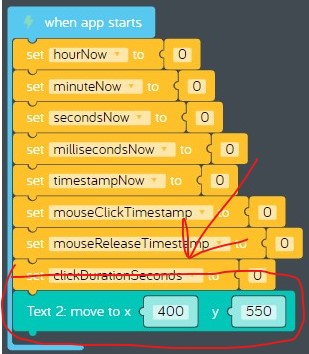 when app starts
set hourNow to 0
set minuteNow to 0
set secondsNow to 0
set millisecondsNow to 0
set timestampNow to 0
set mouseClickTimestamp to 0
set mouseReleaseTimestamp to 0
set clickDurationSeconds to 0
Text 2: move to x 400 y 550